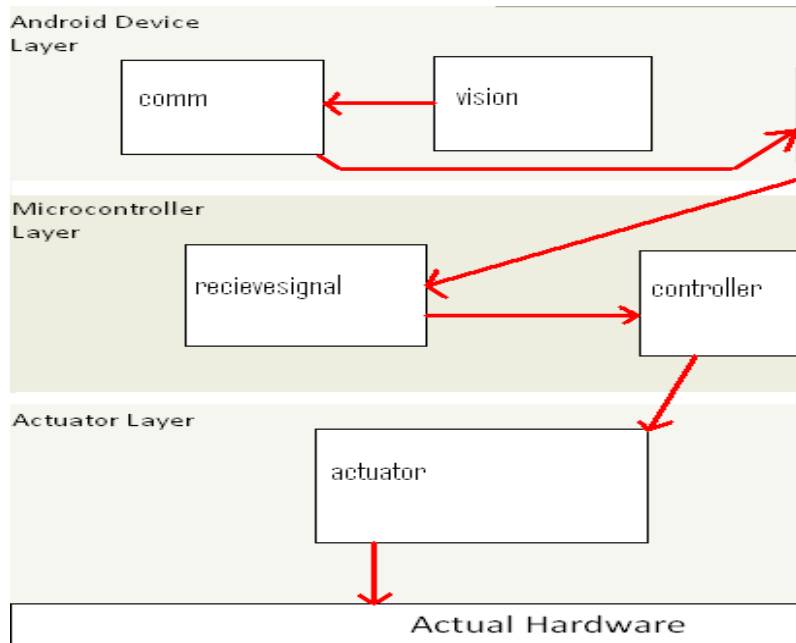 Android Device
Layer
comm
vision
Microcontroller
Layer
recievesignal
controller
Actuator Layer
actuator
Actual Hardware